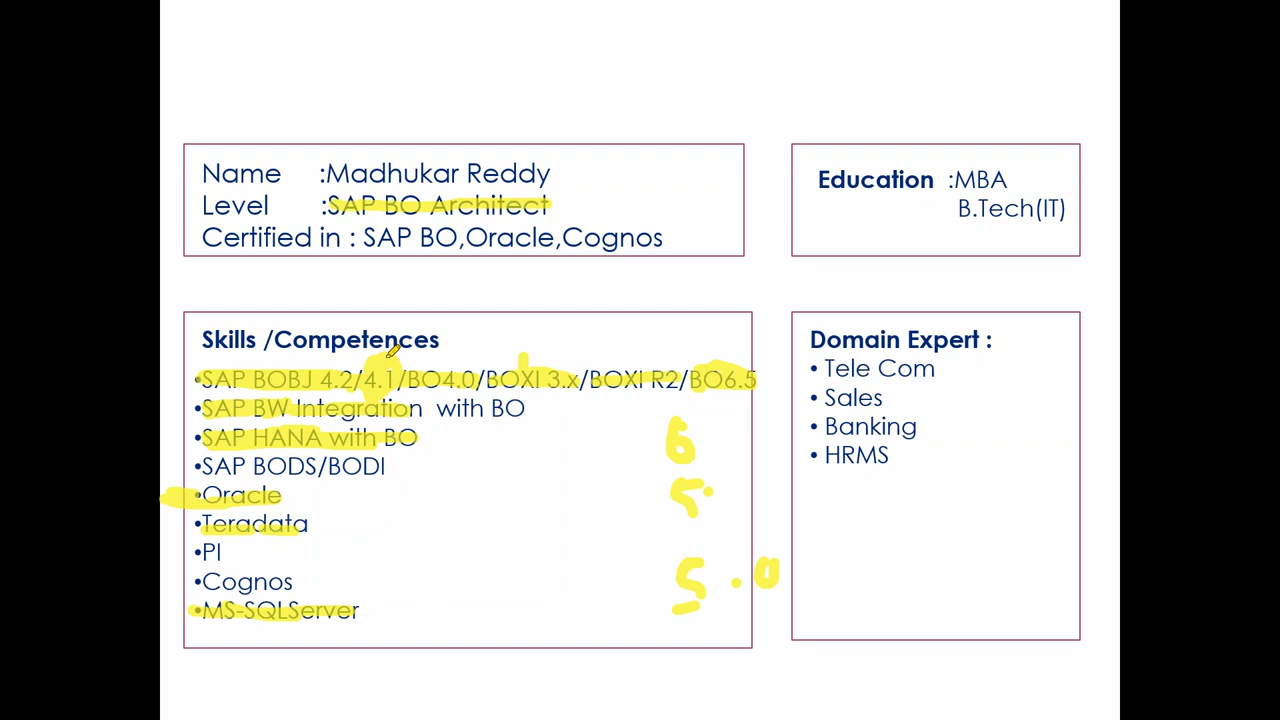 Name :Madhukar Reddy
Level :SAP BO Architect
Certified in : SAP BO,Oracle,Cognos
Education :MBA
B.Tech(IT)
Skills /Competences
•SAP BOBJ 4.2/4.1/BO4.0/BOXI 3.x/BOXI R2/BO6.5
•SAP BW Integration with BO
•SAP HANA with BO
•SAP BODS/BODI
•Oracle
•Teradata
•PI
•Cognos
•MS-SQLServer
6
5.
5.0
Domain Expert :
• Tele Com
• Sales
• Banking
• HRMS